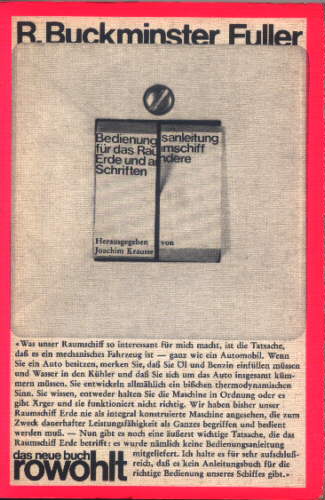 R. Buckminster Fuller
Bedienungsanleitung
für das Raumschiff
Erde und andere
Schriften
Herausgegeben von
Joachim Krausse
«Was unser Raumschiff so interessant für mich macht, ist die Tatsache,
daß es ein mechanisches Fahrzeug ist — ganz wie ein Automobil. Wenn
Sie ein Auto besitzen, merken Sie, daß Sie Öl und Benzin einfüllen müssen
und Wasser in den Kühler und daß Sie sich um das Auto insgesamt küm-
mern müssen. Sie entwickeln allmählich ein bißchen thermodynamischen
Sinn. Sie wissen, entweder halten Sie die Maschine in Ordnung oder es
gibt Ärger und sie funktioniert nicht richtig. Wir haben bisher unser
Raumschiff Erde nie als integral konstruierte Maschine angesehen, die zum
Zweck dauerhafter Leistungsfähigkeit als Ganzes begriffen und bedient
werden muß. — Nun gibt es noch eine äußerst wichtige Tatsache, die das
Raumschiff Erde betrifft: es wurde nämlich keine Bedienungsanleitung
mitgeliefert. Ich halte es für sehr aufschluß-
reich, daß es kein Anleitungsbuch für die
richtige Bedienung unseres Schiffes gibt.»
das neue buch
rowohlt